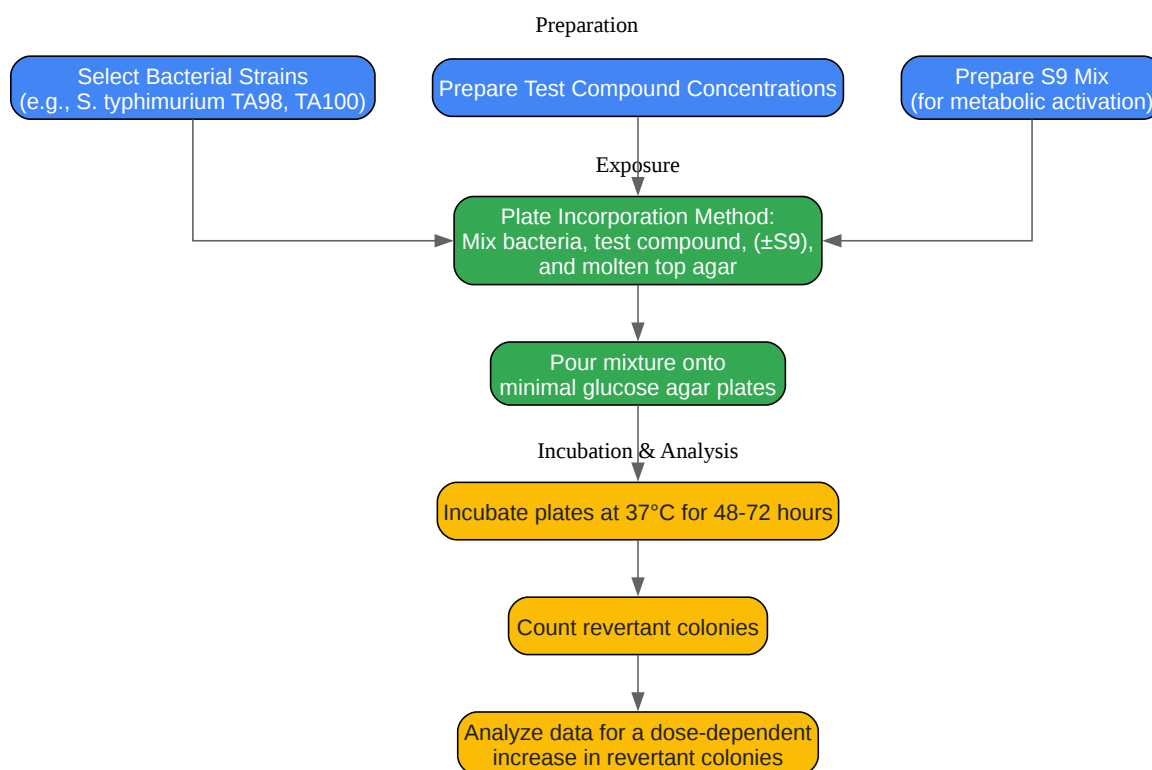 Preparation
Select Bacterial Strains
(e.g., S. typhimurium TA98, TA100)
Prepare Test Compound Concentrations
Prepare S9 Mix
(for metabolic activation)
Exposure
Plate Incorporation Method:
Mix bacteria, test compound, (±S9),
and molten top agar
Pour mixture onto
minimal glucose agar plates
Incubation & Analysis
Incubate plates at 37°C for 48-72 hours
Count revertant colonies
Analyze data for a dose-dependent
increase in revertant colonies